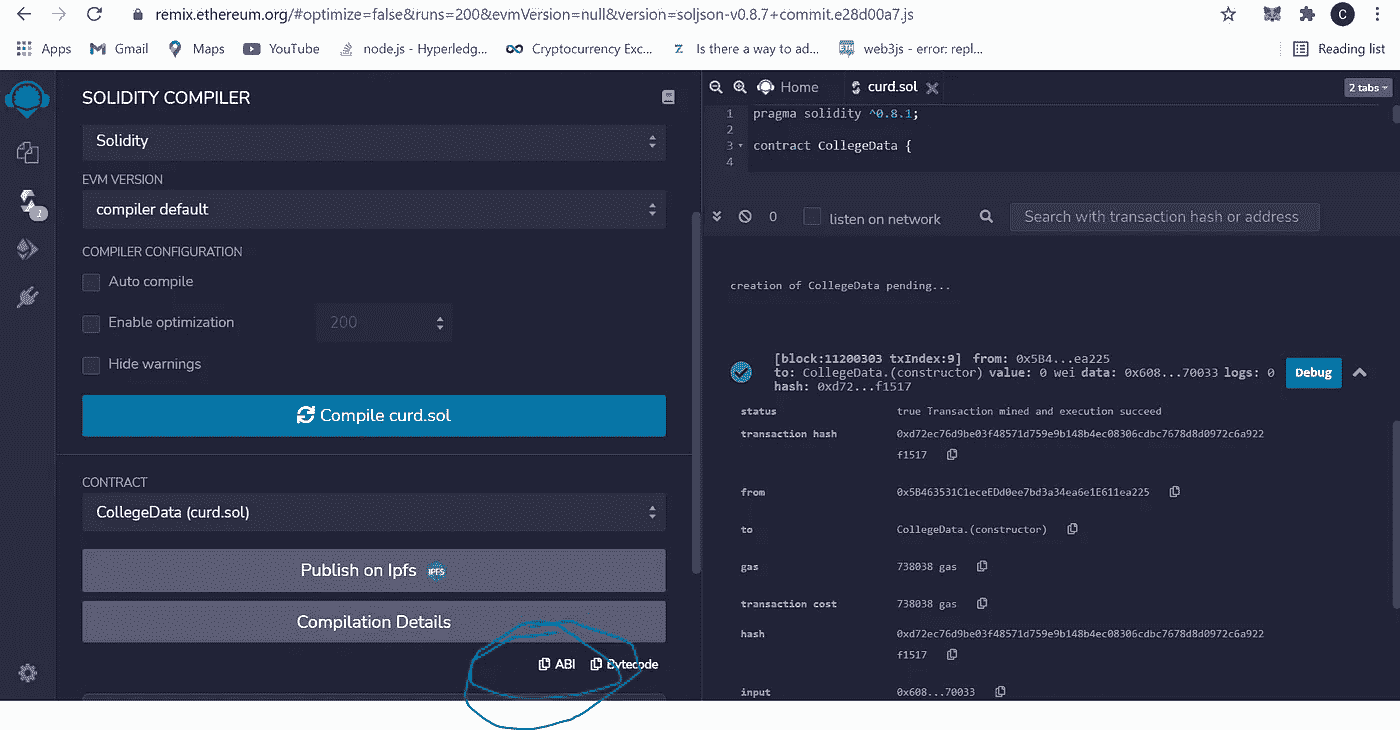 remix.ethereum.org/#optimize=false&runs=200&evmVersion=null&version=soljson-v0.8.7+commit.e28d00a7.js
C
Apps Gmail Maps YouTube node.js - Hyperledg... Cryptocurrency Exc... Is there a way to ad... web3js - error: repl... Reading list
SOLIDITY COMPILER
Solidity
EVM VERSION
compiler default
COMPILER CONFIGURATION
Auto compile
Enable optimization 200
Hide warnings
Compile curd.sol
CONTRACT
CollegeData (curd.sol)
Publish on Ipfs IPFS
Compilation Details
ABI Bytecode
1
Home curd.sol 2 tabs
1 pragma solidity ^0.8.1;
2
3 contract CollegeData {
4
0 listen on network Search with transaction hash or address
creation of CollegeData pending...
[block:11200303 txIndex:9] from: 0x5B4...ea225
to: CollegeData.(constructor) value: 0 wei data: 0x608...70033 logs: 0
hash: 0xd72...f1517
Debug
status true Transaction mined and execution succeed
transaction hash 0xd72ec76d9be03f48571d759e9b148b4ec08306cdbc7678d8d0972c6a922
f1517
from 0x5B463531C1eceEDd0ee7bd3a34ea6e1E611ea225
to CollegeData.(constructor)
gas 738038 gas
transaction cost 738038 gas
hash 0xd72ec76d9be03f48571d759e9b148b4ec08306cdbc7678d8d0972c6a922
f1517
input 0x608...70033